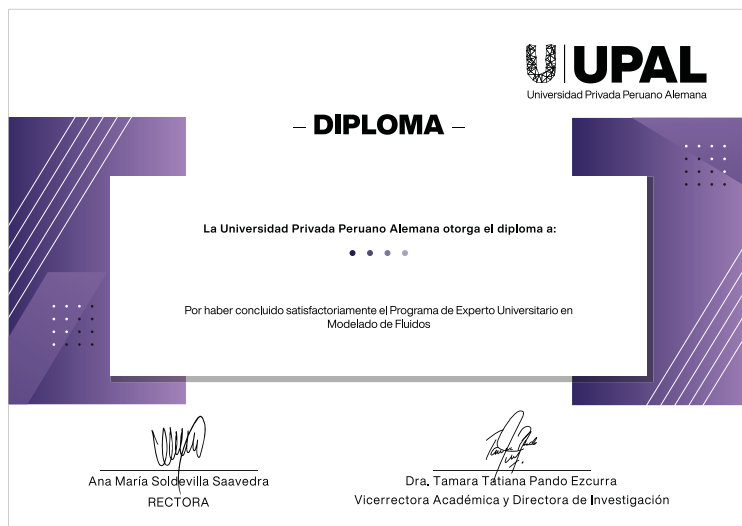 UPAL
Universidad Privada Peruano Alemana
– DIPLOMA –
La Universidad Privada Peruano Alemana otorga el diploma a:
Por haber concluido satisfactoriamente el Programa de Experto Universitario en
Modelado de Fluidos
Ana María Soldevilla Saavedra
RECTORA
Dra. Tamara Tatiana Pando Ezcurra
Vicerrectora Académica y Directora de Investigación